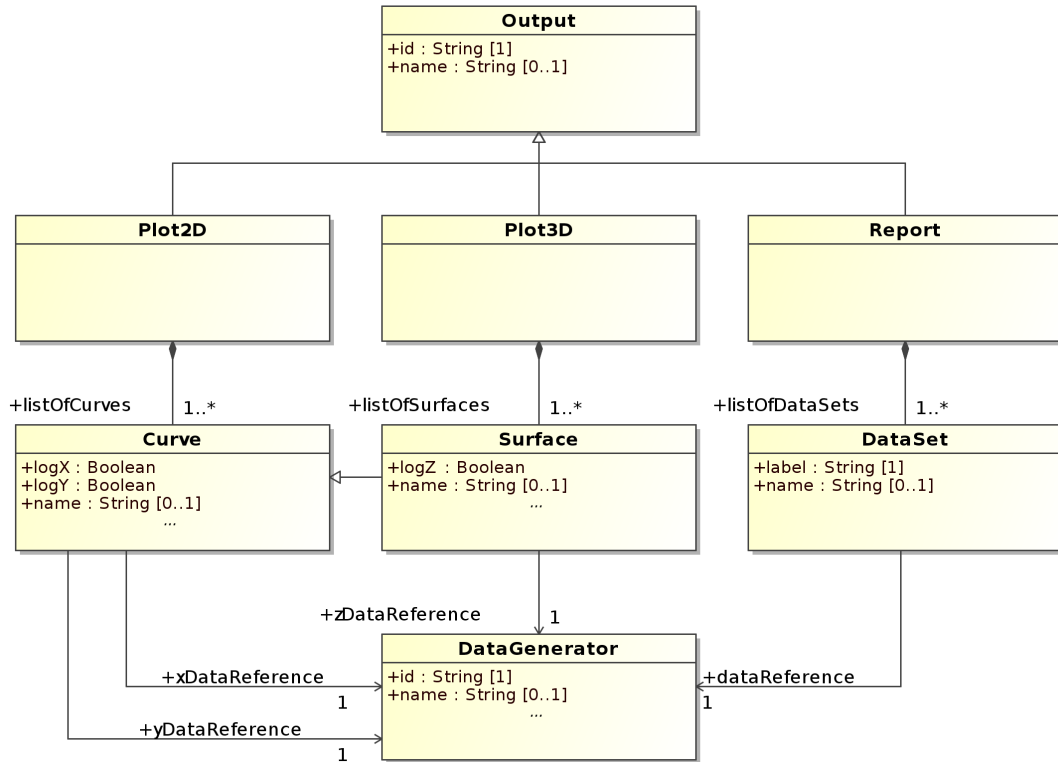 Output
+id : String [1]
+name : String [0..1]
Plot2D
Plot3D
Report
+listOfCurves
1..*
+listOfSurfaces
1..*
+listOfDataSets
1..*
Curve
+logX : Boolean
+logY : Boolean
+name : String [0..1]
...
Surface
+logZ : Boolean
+name : String [0..1]
...
DataSet
+label : String [1]
+name : String [0..1]
+zDataReference
1
DataGenerator
+id : String [1]
+name : String [0..1]
...
+xDataReference
1
+dataReference
1
+yDataReference
1